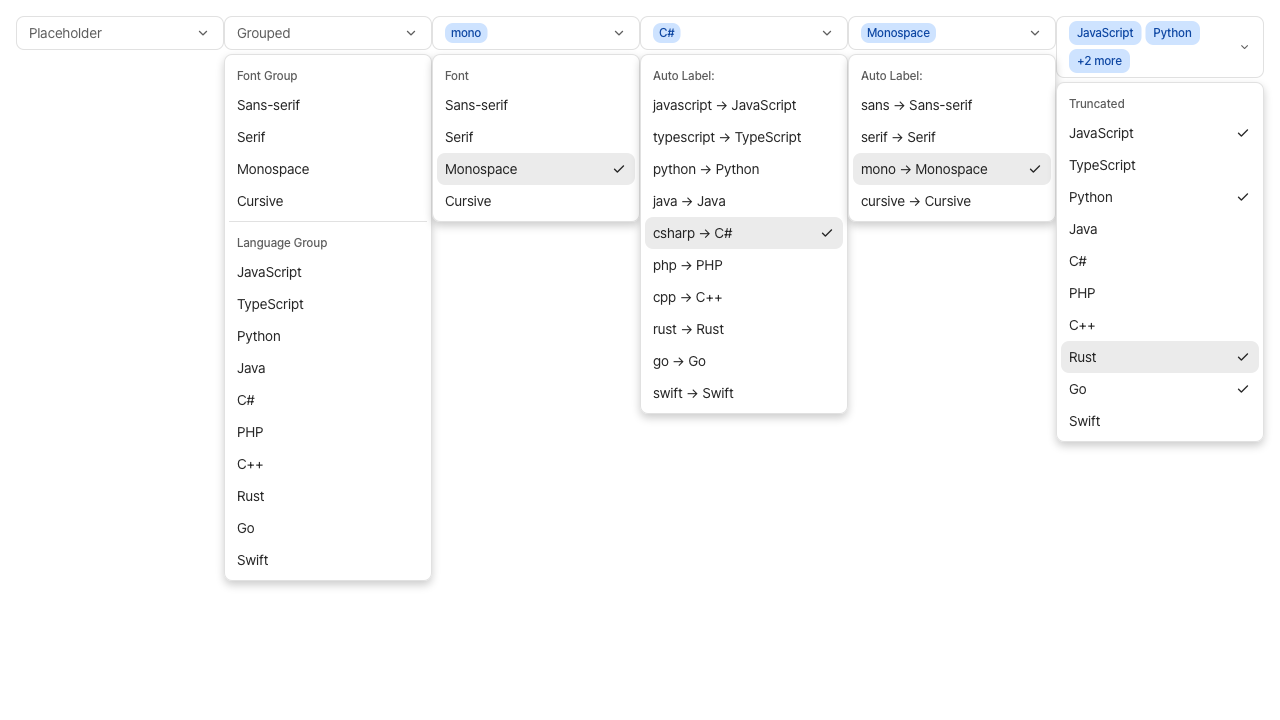 Placeholder
Grouped
Font Group
Sans-serif
Serif
Monospace
Cursive
Language Group
JavaScript
TypeScript
Python
Java
C#
PHP
C++
Rust
Go
Swift
mono
Font
Sans-serif
Serif
Monospace
Cursive
C#
Auto Label:
javascript → JavaScript
typescript → TypeScript
python → Python
java → Java
csharp → C#
php → PHP
cpp → C++
rust → Rust
go → Go
swift → Swift
Monospace
Auto Label:
sans → Sans-serif
serif → Serif
mono → Monospace
cursive → Cursive
JavaScript Python
+2 more
Truncated
JavaScript
TypeScript
Python
Java
C#
PHP
C++
Rust
Go
Swift